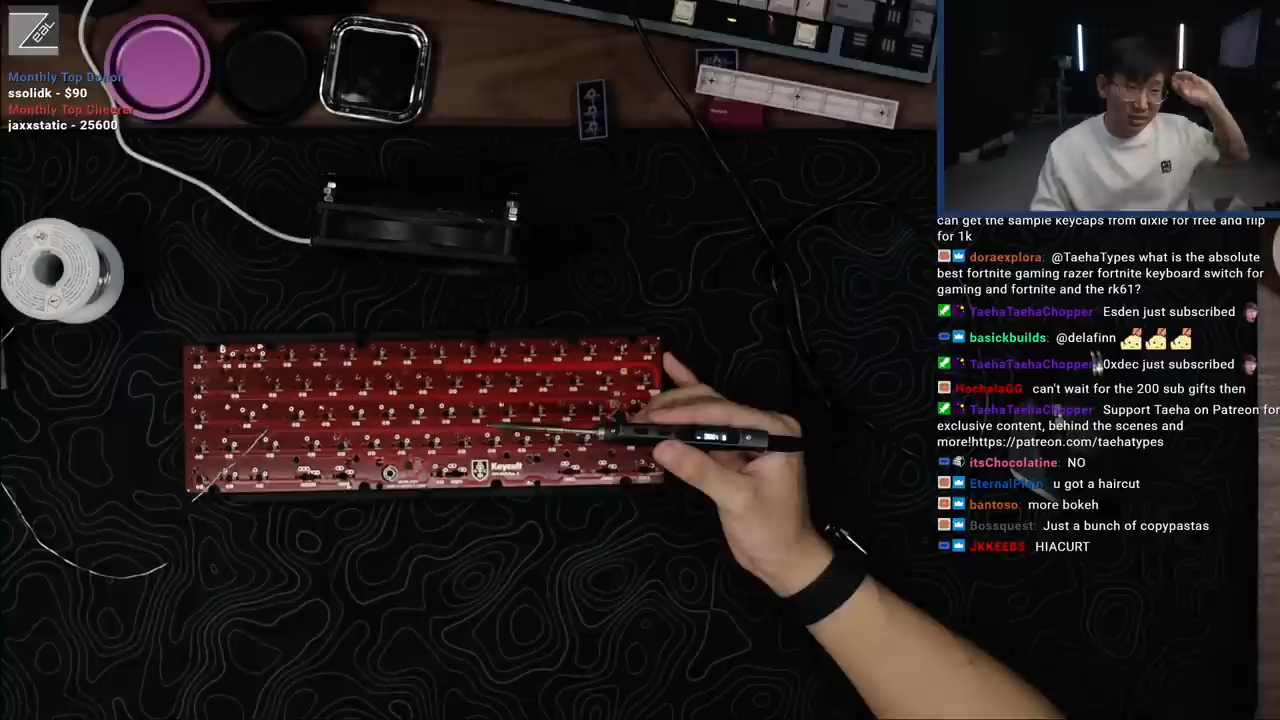 Zeal
Monthly Top Donor
ssolidk - $90
Monthly Top Cheerer
jaxxstatic - 25600
can get the sample keycaps from dixie for free and flip
for 1k
doraexplora: @TaehaTypes what is the absolute
best fortnite gaming razer fortnite keyboard switch for
gaming and fortnite and the rk61?
TaehaTaehaChopper: Esden just subscribed
basickbuilds: @delafinn
TaehaTaehaChopper: 0xdec just subscribed
MochalaGG: can't wait for the 200 sub gifts then
TaehaTaehaChopper: Support Taeha on Patreon for
exclusive content, behind the scenes and
more!https://patreon.com/taehatypes
itsChocolatine: NO
EternalPlain: u got a haircut
bantoso: more bokeh
Bossquest: Just a bunch of copypastas
JKKEEBS: HIACURT
Keycult